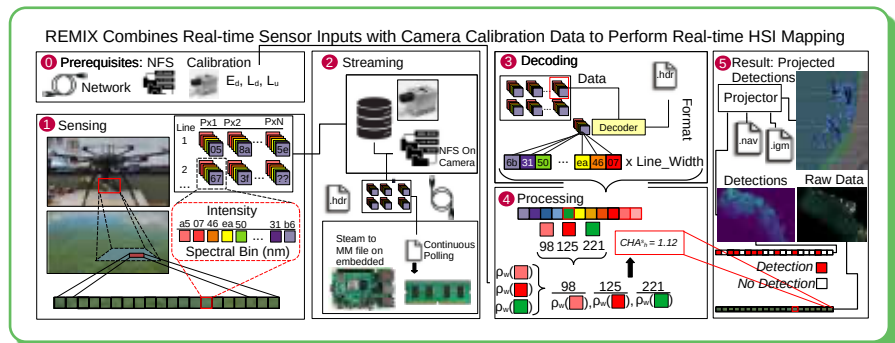 REMIX Combines Real-time Sensor Inputs with Camera Calibration Data to Perform Real-time HSI Mapping
0 Prerequisites: NFS Calibration
Network
Ed, Ld, Lu
1 Sensing
Line Px1 Px2 PxN
1 05 8a ... 5e
2 67 3f ... ??
...
Intensity
a5 07 46 ea 50 ... 31 b6
Spectral Bin (nm)
2 Streaming
NFS On
Camera
.hdr
Steam to
MM file on
embedded
Continuous
Polling
3 Decoding
Data
.hdr
Format
Decoder
6b 31 50 ... ea 46 07 x Line_Width
4 Processing
98 125 221
CHAˣₕ = 1.12
ρw( )
ρw( )
ρw( )
98 125 221
ρw( ), ρw( ), ρw( )
5 Result: Projected
Detections
Projector
.nav
.igm
Detections Raw Data
Detection
No Detection